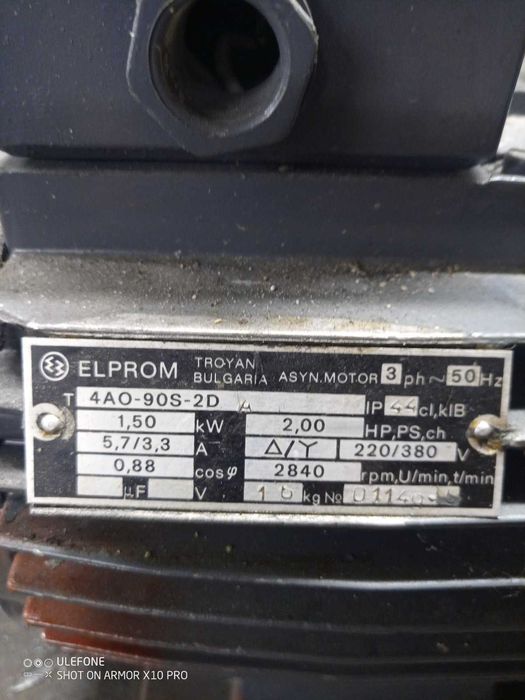 ELPROM TROYAN
BULGARIA ASYN.MOTOR 3 ph~ 50 Hz
T 4AO-90S-2D IP 44 cl,kl B
1,50 kW 2,00 HP,PS,ch
5,7/3,3 A Δ/Y 220/380 V
0,88 cosφ 2840 rpm,U/min,t/min
µF V kg №
ULEFONE
SHOT ON ARMOR X10 PRO